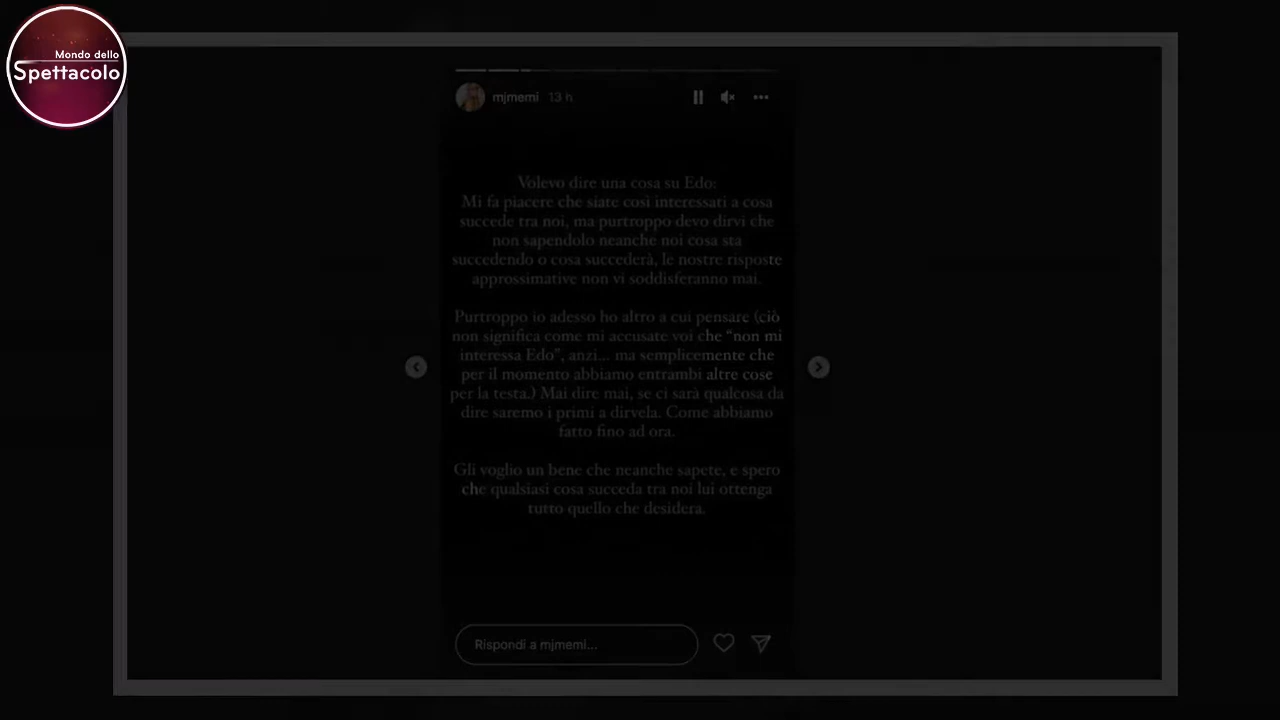 Mondo dello
Spettacolo
mjmemi 13 h
Volevo dire una cosa su Edo:
Mi fa piacere che siate così interessati a cosa
succede tra noi, ma purtroppo devo dirvi che
non sapendolo neanche noi cosa sta
succedendo o cosa succederà, le nostre risposte
approssimative non vi soddisferanno mai.
Purtroppo io adesso ho altro a cui pensare (ciò
non significa come mi accusate voi che “non mi
interessa Edo”, anzi... ma semplicemente che
per il momento abbiamo entrambi altre cose
per la testa.) Mai dire mai, se ci sarà qualcosa da
dire saremo i primi a dirvela. Come abbiamo
fatto fino ad ora.
Gli voglio un bene che neanche sapete, e spero
che qualsiasi cosa succeda tra noi lui ottenga
tutto quello che desidera.
Rispondi a mjmemi...